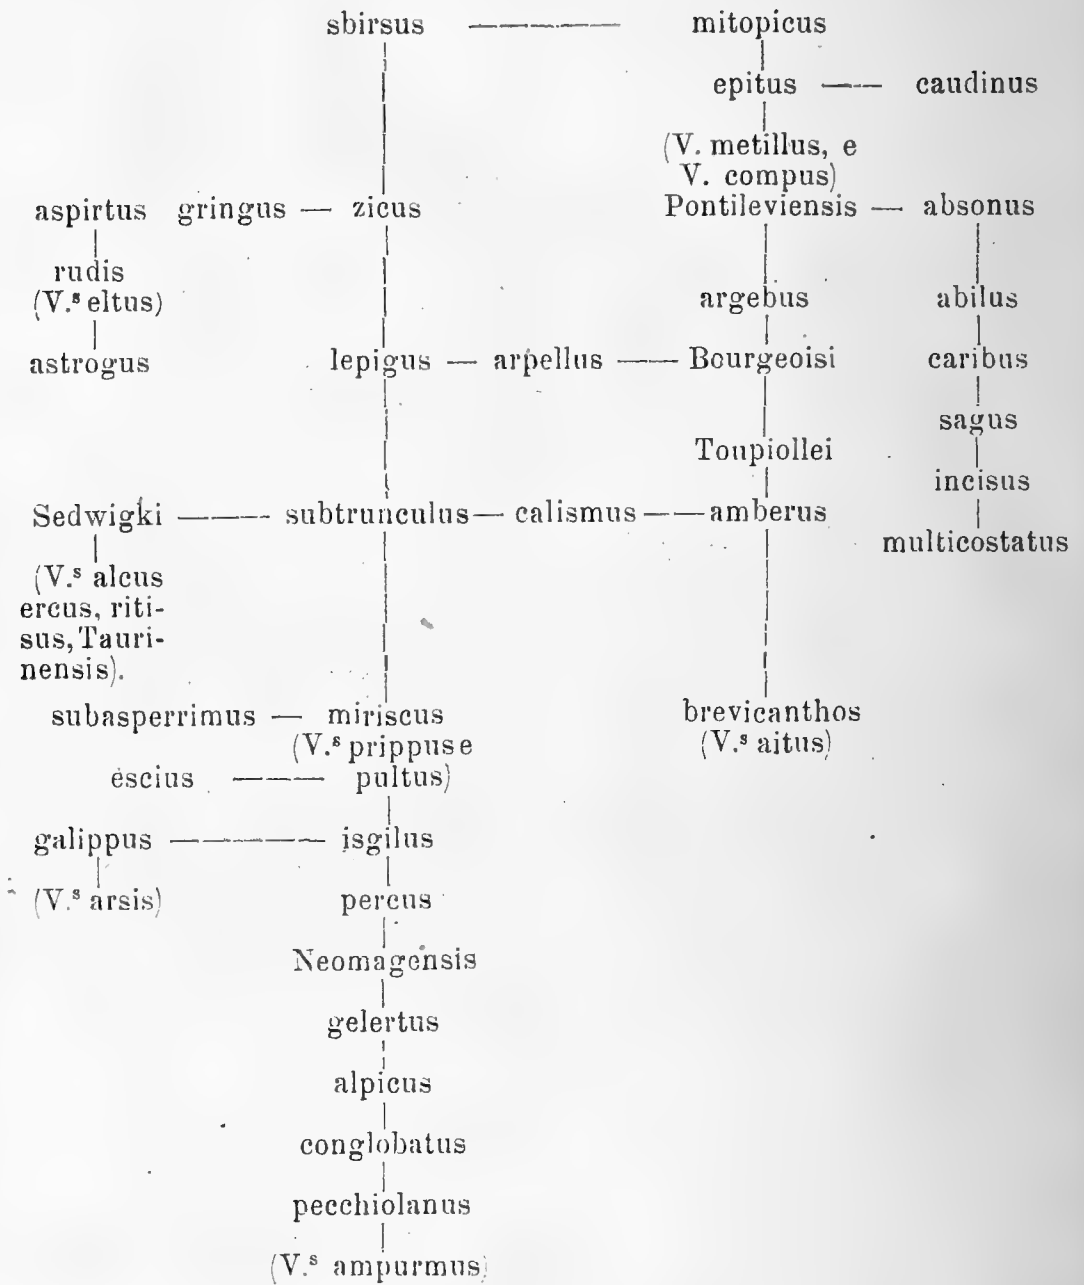 sbirsus mitopicus
epitus caudinus
(V. metillus, e
V. compus)
aspirtus gringus — zicus Pontileviensis — absonus
rudis
(V.s eltus) argebus abilus
astrogus lepigus — arpellus — Bourgeoisi caribus
sagus
Toupiollei
incisus
Sedwigki — subtrunculus — calismus — amberus
multicostatus
(V.s alcus
ercus, riti-
sus, Tauri-
nensis).
subasperrimus — miriscus brevicanthos
(V.s prippus e (V.s aitus)
escius — pultus)
galippus — isgilus
(V.s arsis) percus
Neomagensis
gelertus
alpicus
conglobatus
pecchiolanus
(V.s ampurmus)